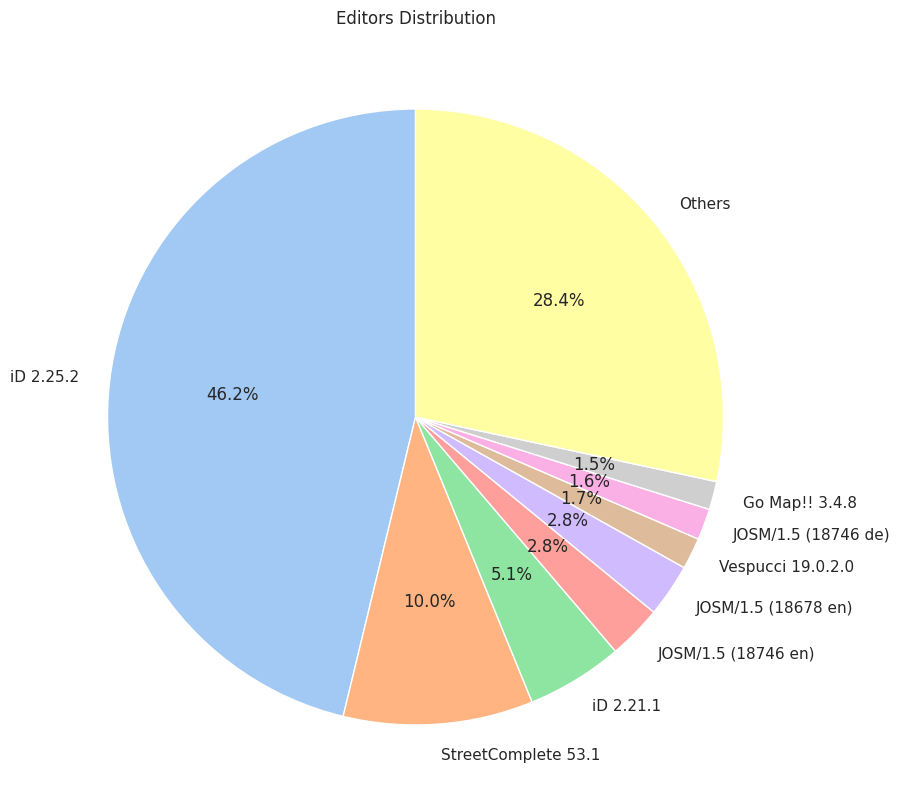 Editors Distribution
Others
28.4%
iD 2.25.2
46.2%
1.5%
1.6%
1.7%
2.8%
2.8%
5.1%
10.0%
Go Map!! 3.4.8
JOSM/1.5 (18746 de)
Vespucci 19.0.2.0
JOSM/1.5 (18678 en)
JOSM/1.5 (18746 en)
iD 2.21.1
StreetComplete 53.1